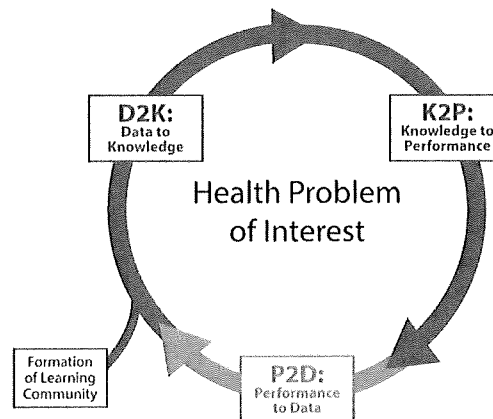 D2K:
Data to
Knowledge
K2P:
Knowledge to
Performance
Health Problem
of Interest
Formation
of Learning
Community
P2D:
Performance
to Data